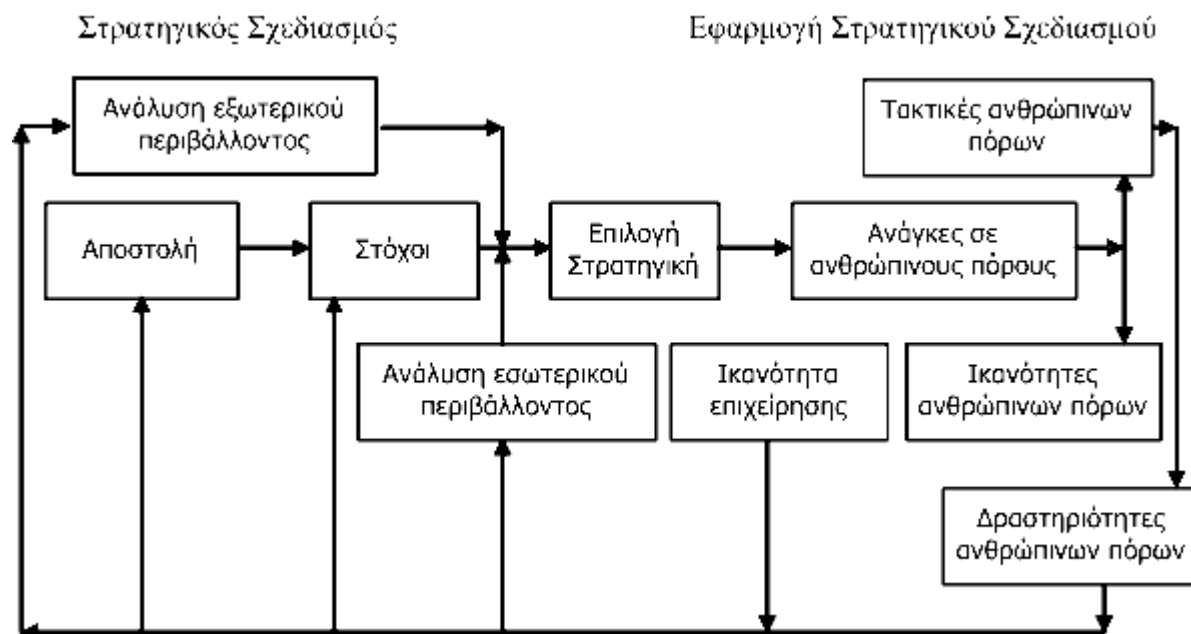 Στρατηγικός Σχεδιασμός
Εφαρμογή Στρατηγικού Σχεδιασμού
Ανάλυση εξωτερικού
περιβάλλοντος
Τακτικές ανθρώπινων
πόρων
Αποστολή
Στόχοι
Επιλογή
Στρατηγική
Ανάγκες σε
ανθρώπινους πόρους
Ανάλυση εσωτερικού
περιβάλλοντος
Ικανότητα
επιχείρησης
Ικανότητες
ανθρώπινων πόρων
Δραστηριότητες
ανθρώπινων πόρων